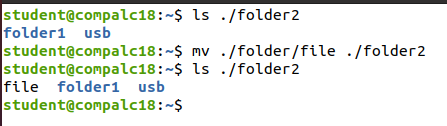 student@compalc18:~$ ls ./folder2
folder1  usb
student@compalc18:~$ mv ./folder/file ./folder2
student@compalc18:~$ ls ./folder2
file  folder1  usb
student@compalc18:~$